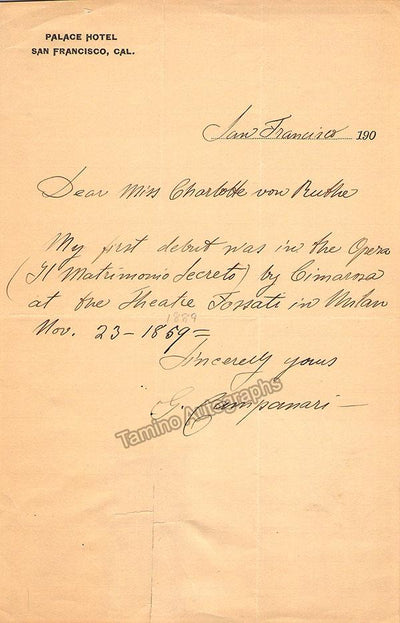 PALACE HOTEL
SAN FRANCISCO, CAL.
San Francisco 190
Dear Miss Charlotte von Ruthe
My first debut was in the Opera
(Il Matrimonio Secreto) by Cimarosa
at the Theatre Fossati in Milan
1889
Nov. 23-1859=
Sincerely yours
G. Campanari-
Tamino Autographs